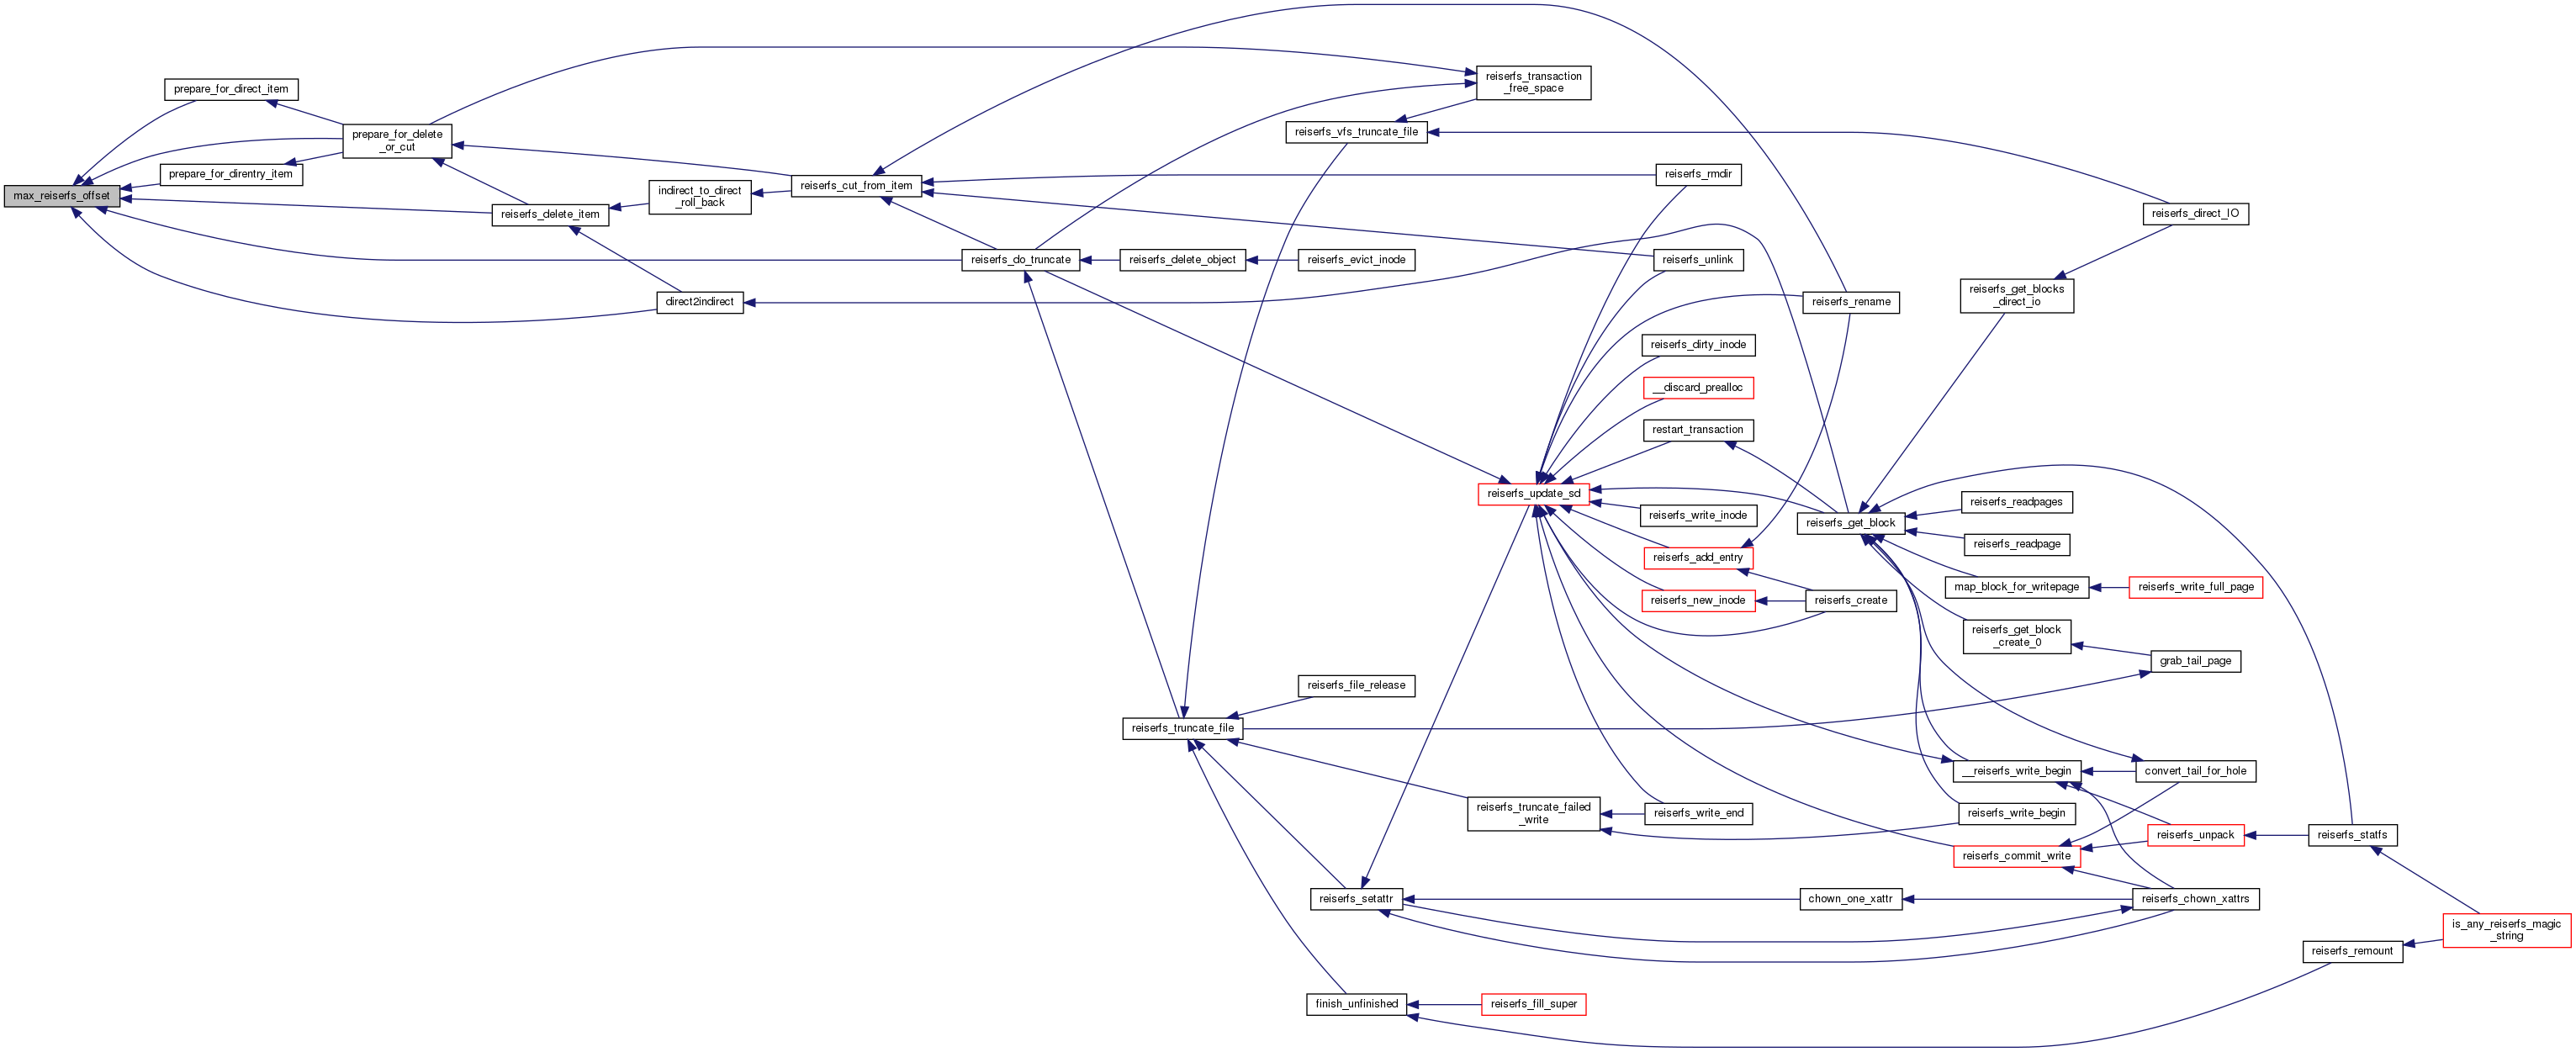 max_reiserfs_offset
prepare_for_direct_item
prepare_for_delete
_or_cut
prepare_for_direntry_item
reiserfs_delete_item
indirect_to_direct
_roll_back
direct2indirect
reiserfs_cut_from_item
reiserfs_do_truncate
reiserfs_delete_object
reiserfs_evict_inode
reiserfs_transaction
_free_space
reiserfs_vfs_truncate_file
reiserfs_rmdir
reiserfs_unlink
reiserfs_rename
reiserfs_direct_IO
reiserfs_get_blocks
_direct_io
reiserfs_dirty_inode
__discard_prealloc
restart_transaction
reiserfs_update_sd
reiserfs_write_inode
reiserfs_add_entry
reiserfs_new_inode
reiserfs_create
reiserfs_get_block
reiserfs_readpages
reiserfs_readpage
map_block_for_writepage
reiserfs_write_full_page
reiserfs_get_block
_create_0
grab_tail_page
reiserfs_file_release
reiserfs_truncate_file
__reiserfs_write_begin
convert_tail_for_hole
reiserfs_truncate_failed
_write
reiserfs_write_end
reiserfs_write_begin
reiserfs_commit_write
reiserfs_unpack
reiserfs_statfs
reiserfs_setattr
chown_one_xattr
reiserfs_chown_xattrs
is_any_reiserfs_magic
_string
reiserfs_remount
finish_unfinished
reiserfs_fill_super